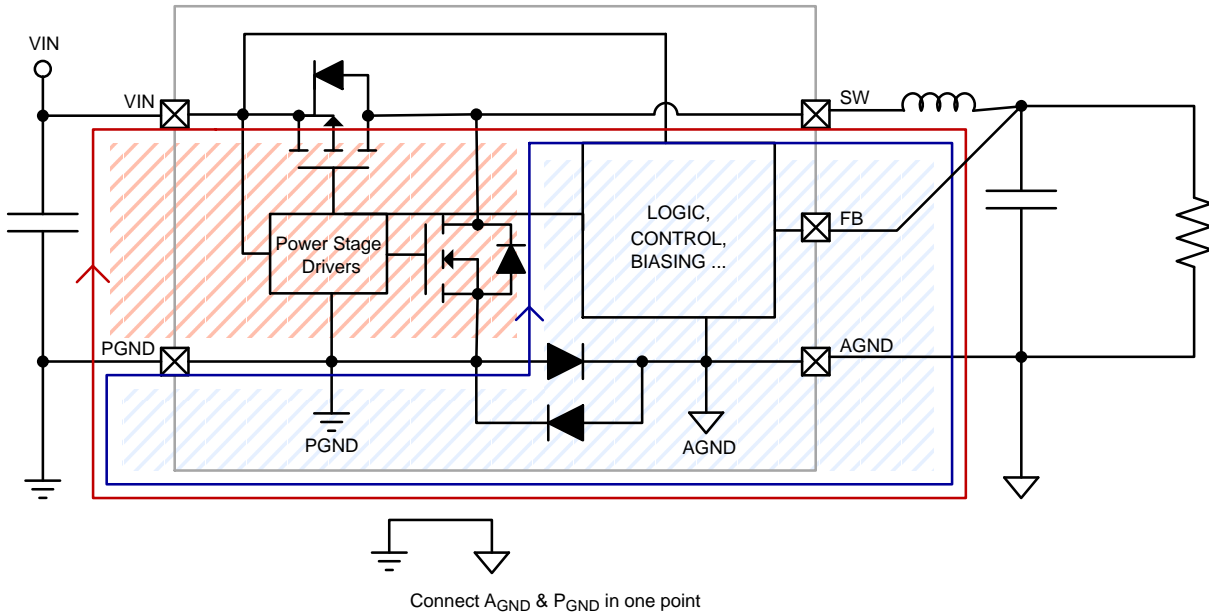 VIN
VIN
SW
LOGIC,
CONTROL,
BIASING ...
FB
Power Stage
Drivers
PGND
AGND
PGND
AGND
Connect AGND & PGND in one point